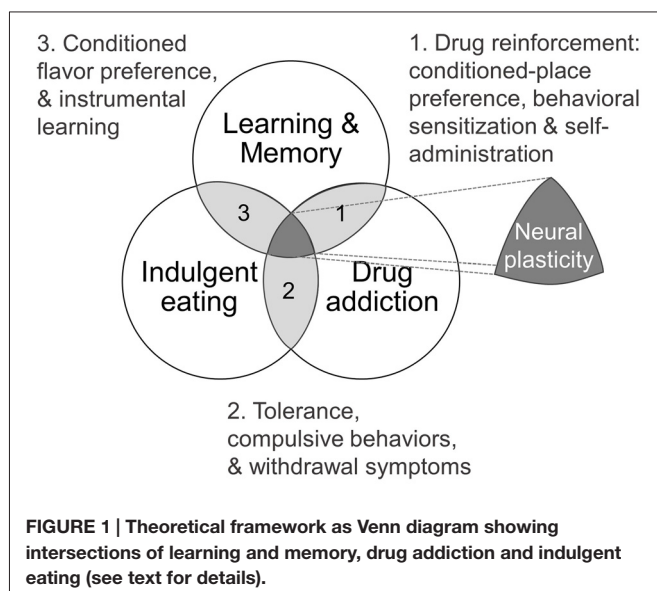 3. Conditioned
flavor preference,
& instrumental
learning
1. Drug reinforcement:
conditioned-place
preference, behavioral
sensitization & self-
administration
Learning &
Memory
3
1
Neural
plasticity
Indulgent
eating
2
Drug
addiction
2. Tolerance,
compulsive behaviors,
& withdrawal symptoms
FIGURE 1 | Theoretical framework as Venn diagram showing
intersections of learning and memory, drug addiction and indulgent
eating (see text for details).